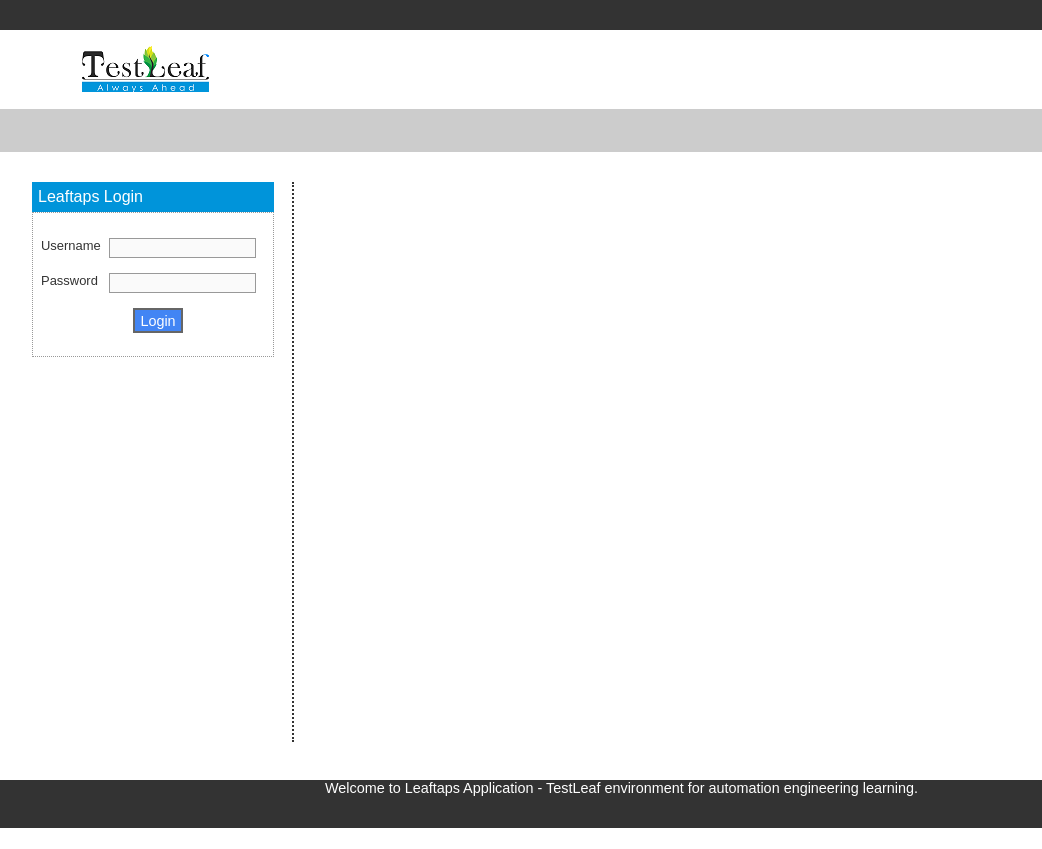 TestLeaf
Always Ahead
Leaftaps Login
Username
Password
Login
Welcome to Leaftaps Application - TestLeaf environment for automation engineering learning.